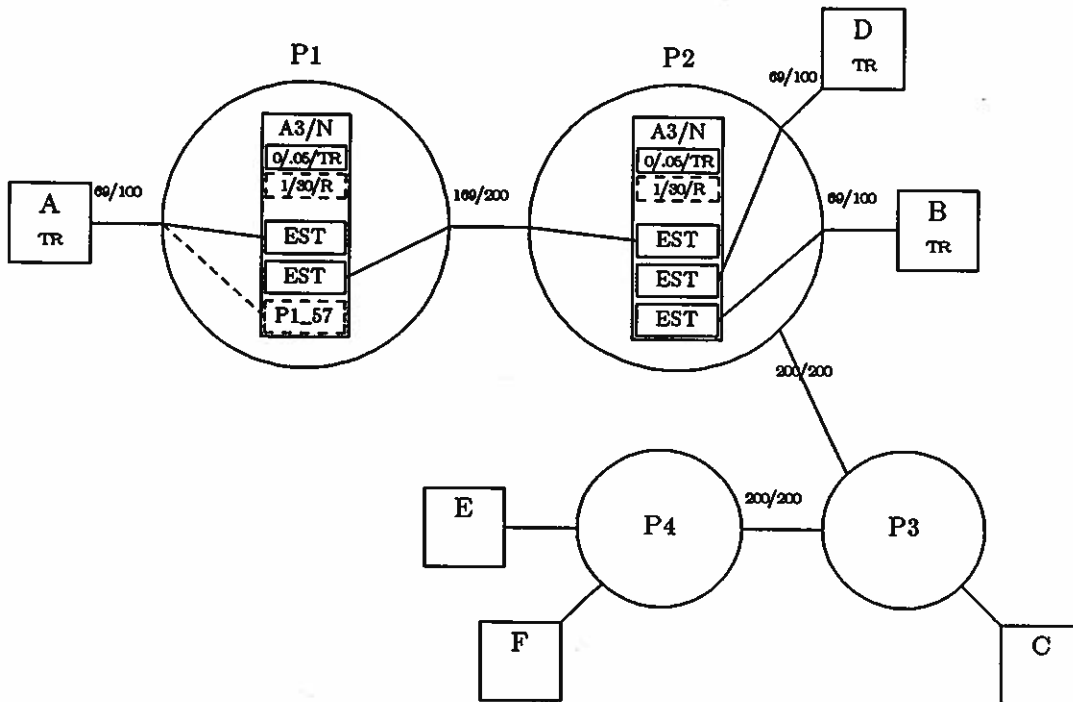 P1
P2
D
TR
69/100
A3/N
0/.05/TR
1/30/R
EST
EST
P1_57
A
TR
69/100
169/200
A3/N
0/.05/TR
1/30/R
EST
EST
EST
69/100
B
TR
200/200
E
P4
200/200
P3
F
C